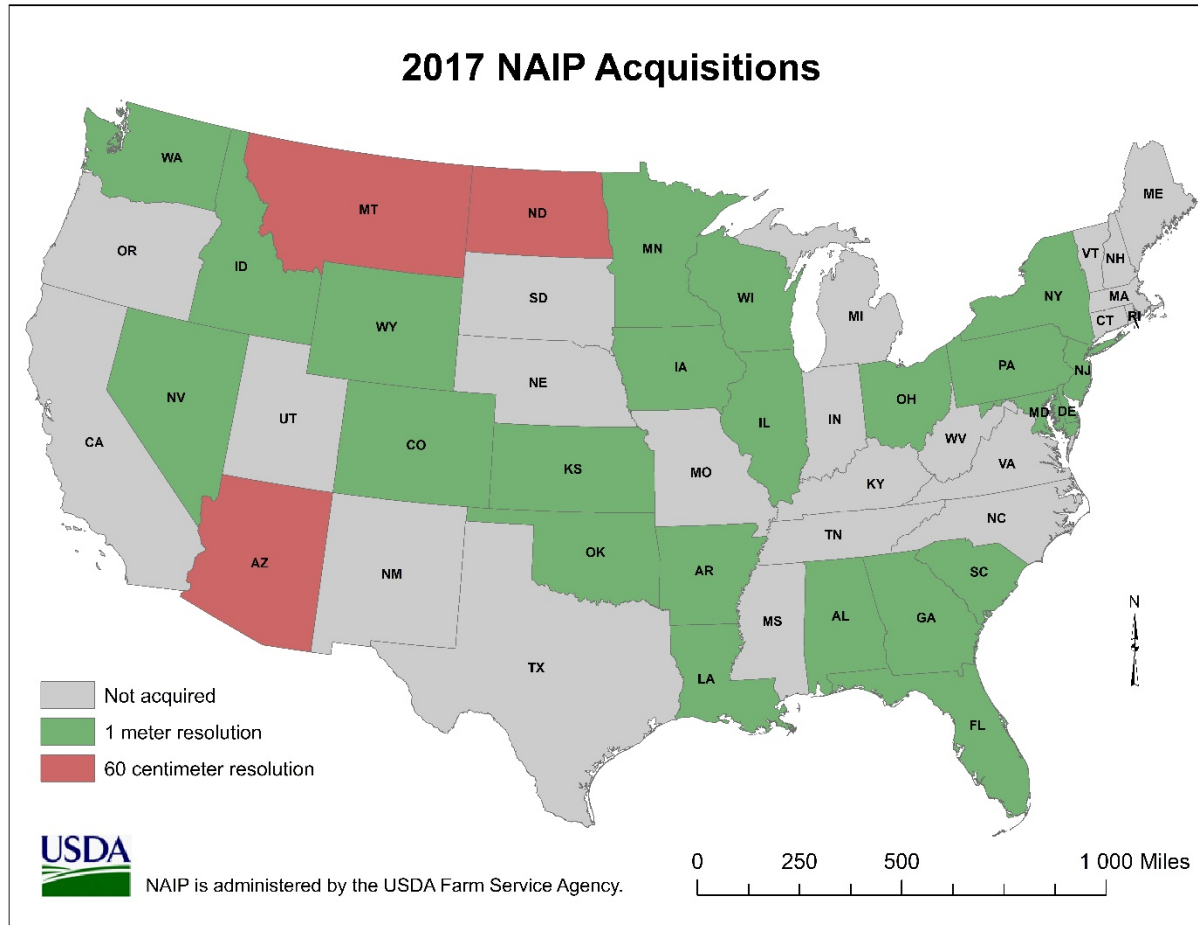 2017 NAIP Acquisitions
WA
MT
ND
MN
ME
OR
ID
VT
NH
WI
NY
SD
WY
MI
MA
CT
RI
IA
PA
NE
NJ
NV
OH
UT
IL
IN
MD
DE
CA
CO
WV
KS
MO
VA
KY
NC
TN
OK
AZ
AR
NM
SC
MS
AL
GA
TX
LA
FL
N
Not acquired
1 meter resolution
60 centimeter resolution
USDA
NAIP is administered by the USDA Farm Service Agency.
0 250 500 1 000 Miles